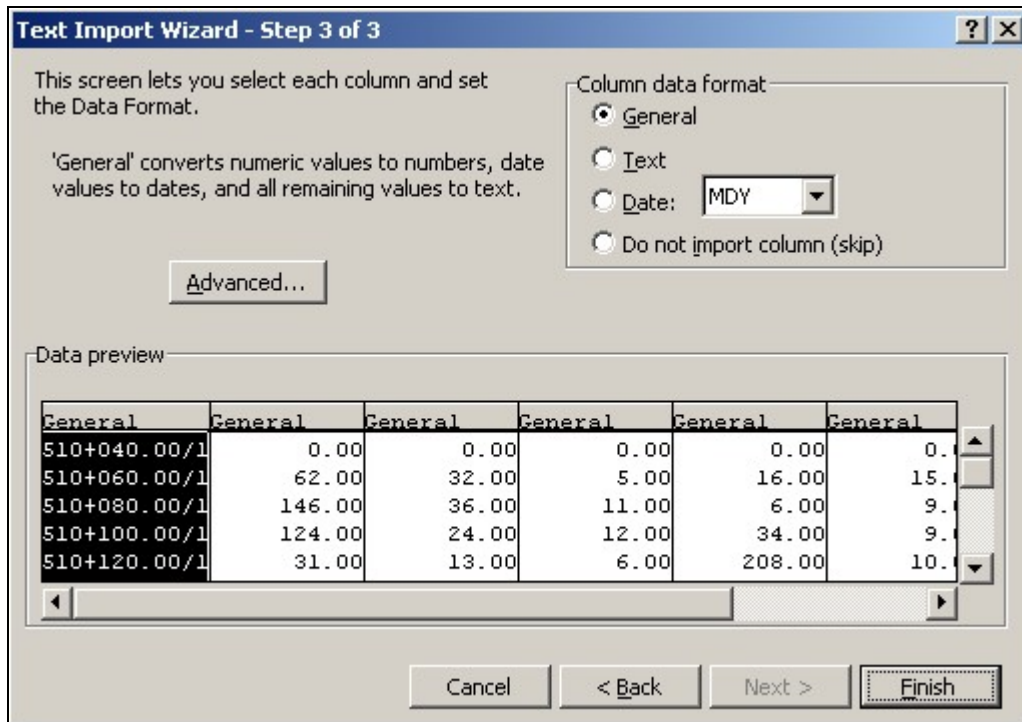 Text Import Wizard - Step 3 of 3
This screen lets you select each column and set
the Data Format.
'General' converts numeric values to numbers, date
values to dates, and all remaining values to text.
Advanced...
Column data format
General
Text
Date: MDY
Do not import column (skip)
Data preview
General General General General General General
510+040.00/1 0.00 0.00 0.00 0.00 0.
510+060.00/1 62.00 32.00 5.00 16.00 15.
510+080.00/1 146.00 36.00 11.00 6.00 9.
510+100.00/1 124.00 24.00 12.00 34.00 9.
510+120.00/1 31.00 13.00 6.00 208.00 10.
Cancel < Back Next > Finish